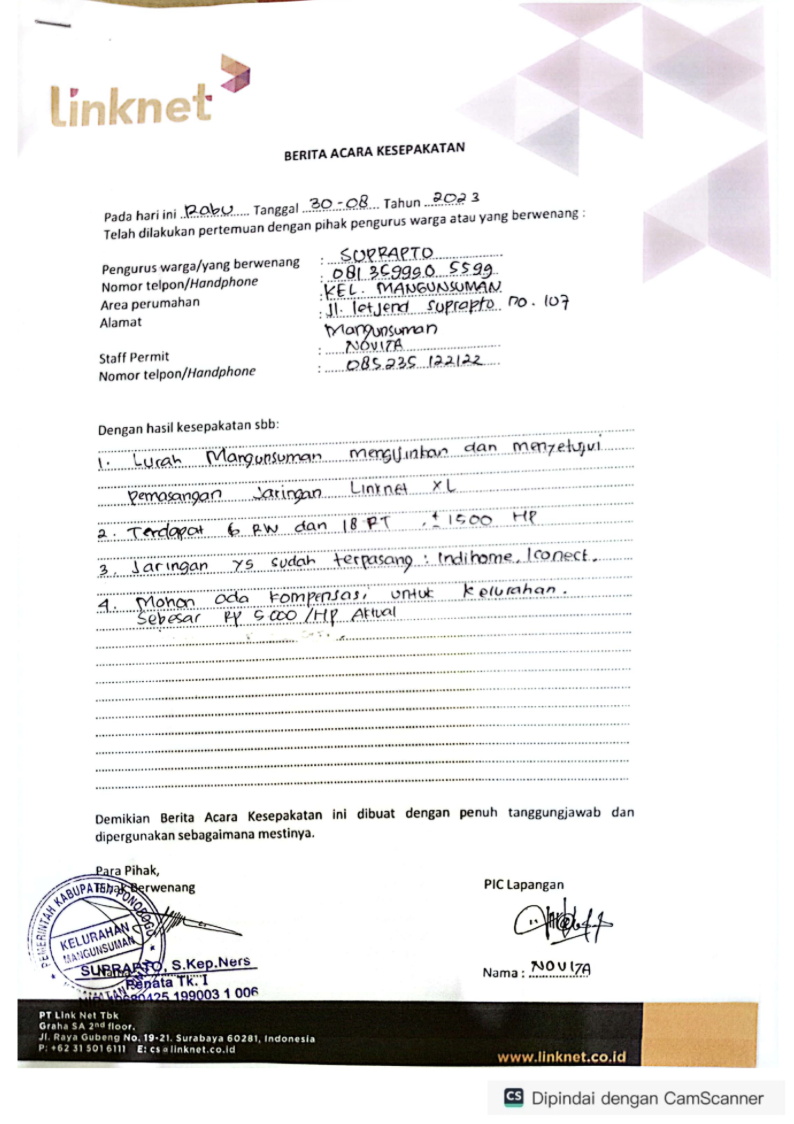 linknet
BERITA ACARA KESEPAKATAN
Pada hari ini Rabu Tanggal 30-08 Tahun 2023
Telah dilakukan pertemuan dengan pihak pengurus warga atau yang berwenang :
Pengurus warga/yang berwenang : SUPRAPTO
Nomor telpon/Handphone : 081 359990 5599
Area perumahan : KEL. MANGUNSUMAN
Alamat : Jl. letjend suprapto no. 107
Mangunsuman
Staff Permit : NOVITA
Nomor telpon/Handphone : 085 235 122122
Dengan hasil kesepakatan sbb:
1. Lurah Mangunsuman mengijinkan dan menyetujui
pemasangan Jaringan Linknet XL
2. Terdapat 6 RW dan 18 RT . ± 1500 HP
3. Jaringan yg sudah terpasang : Indihome, Iconect.
4. Mohon ada kompensasi untuk kelurahan.
Sebesar Rp 5000 /HP Aktual
Demikian Berita Acara Kesepakatan ini dibuat dengan penuh tanggungjawab dan
dipergunakan sebagaimana mestinya.
Para Pihak,
Pihak Berwenang
PIC Lapangan
PEMERINTAH KABUPATEN PONOROGO
KELURAHAN
MANGUNSUMAN
SUPRAPTO, S.Kep.Ners
Penata Tk. I
199003 1 006
Nama : NOVITA
PT Link Net Tbk
Graha SA 2nd floor.
Jl. Raya Gubeng No. 19-21. Surabaya 60281, Indonesia
P: +62 31 501 6111 E: cs@linknet.co.id
www.linknet.co.id
CS Dipindai dengan CamScanner